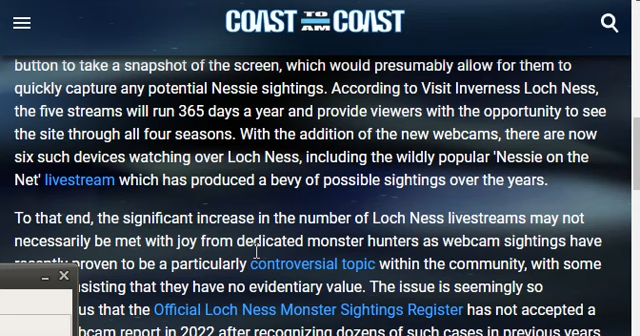 COAST TO AM COAST
button to take a snapshot of the screen, which would presumably allow for them to
quickly capture any potential Nessie sightings. According to Visit Inverness Loch Ness,
the five streams will run 365 days a year and provide viewers with the opportunity to see
the site through all four seasons. With the addition of the new webcams, there are now
six such devices watching over Loch Ness, including the wildly popular 'Nessie on the
Net' livestream which has produced a bevy of possible sightings over the years.
To that end, the significant increase in the number of Loch Ness livestreams may not
necessarily be met with joy from dedicated monster hunters as webcam sightings have
recently proven to be a particularly controversial topic within the community, with some
sisting that they have no evidentiary value. The issue is seemingly so
us that the Official Loch Ness Monster Sightings Register has not accepted a
bcam report in 2022 after recognizing dozens of such cases in previous years